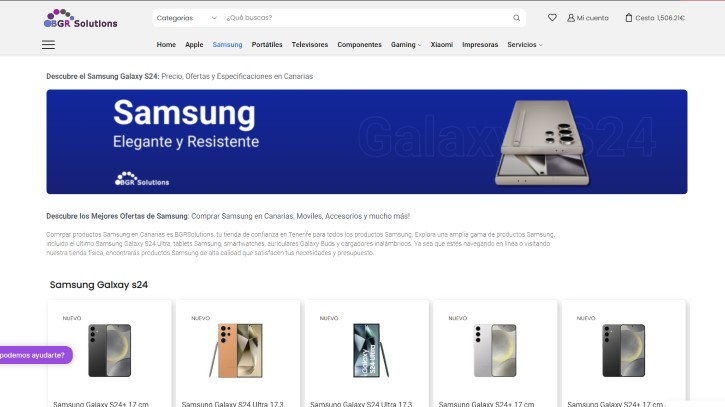 BGR Solutions
Categorías
¿Qué buscas?
Mi cuenta
Cesta 1,506.21€
Home
Apple
Samsung
Portátiles
Televisores
Componentes
Gaming
Xiaomi
Impresoras
Servicios
Descubre el Samsung Galaxy S24: Precio, Ofertas y Especificaciones en Canarias
Samsung
Elegante y Resistente
Galaxy S24
BGR Solutions
Descubre los Mejores Ofertas de Samsung: Comprar Samsung en Canarias, Moviles, Accesorios y mucho más!
Comrpar productos Samsung en Canarias es BGRSolutions, tu tienda de confianza en Tenerife para todos los productos Samsung. Explora una amplia gama de productos Samsung,
incluido el último Samsung Galaxy S24 Ultra, tablets Samsung, smartwatches, auriculares Galaxy Buds y cargadores inalámbricos. Ya sea que estés navegando en línea o visitando
nuestra tienda física, encontrarás productos Samsung de alta calidad que satisfacen tus necesidades y presupuesto.
Samsung Galxay s24
NUEVO
NUEVO
NUEVO
NUEVO
NUEVO
Galaxy
S24 Ultra
podemos ayudarte?
Samsung Galaxy S24+ 17 cm
Samsung Galaxy S24 Ultra 17,3
Samsung Galaxy S24 Ultra 17,3
Samsung Galaxy S24+ 17 cm
Samsung Galaxy S24+ 17 cm